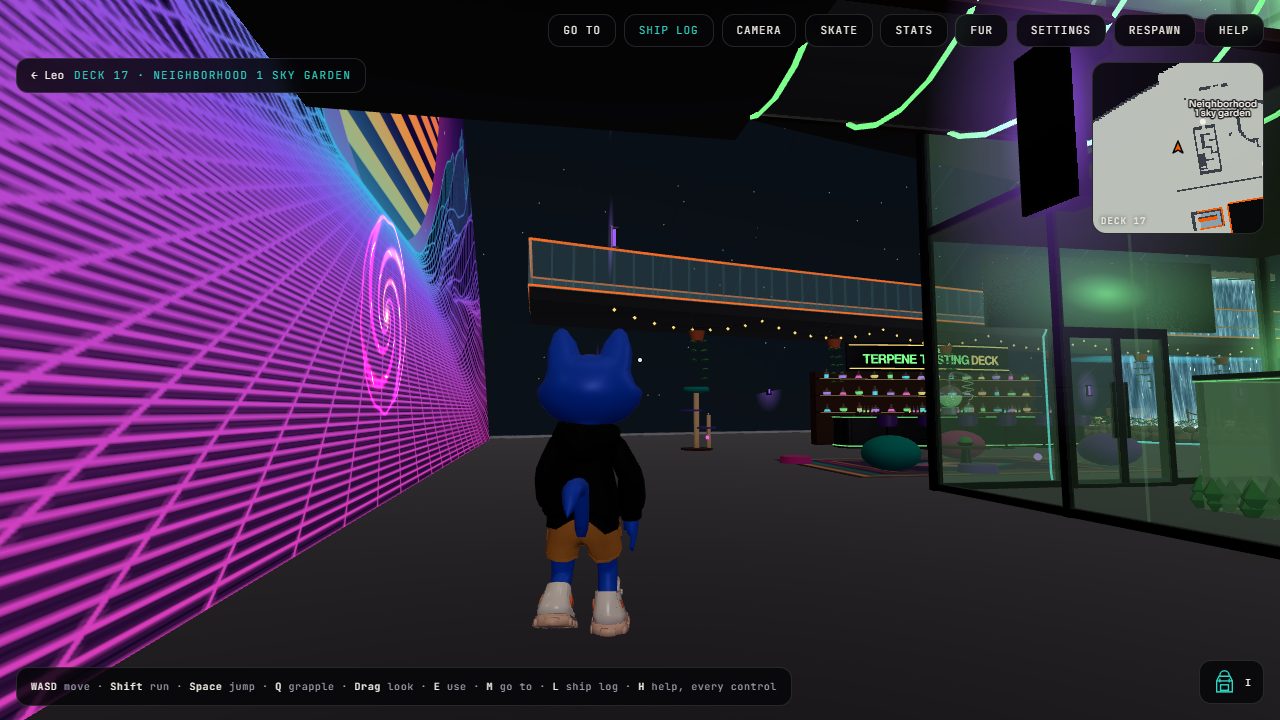 GO TO
SHIP LOG
CAMERA
SKATE
STATS
FUR
SETTINGS
RESPAWN
HELP
← Leo DECK 17 · NEIGHBORHOOD 1 SKY GARDEN
Neighborhood
1 sky garden
DECK 17
TERPENE TESTING DECK
WASD move · Shift run · Space jump · Q grapple · Drag look · E use · M go to · L ship log · H help, every control
I